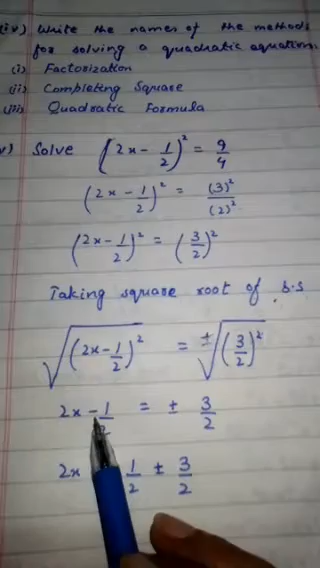 (iv) Write the names of the methods
for solving a quadratic equation.
(i) Factorization
(ii) Completing Square
(iii) Quadratic Formula
v) Solve (2x - 1/2)² = 9/4
(2x - 1/2)² = (3)²/(2)²
(2x - 1/2)² = (3/2)²
Taking square root of b.s
√(2x - 1/2)² = ±√(3/2)²
2x - 1/2 = ± 3/2
2x 1/2 ± 3/2